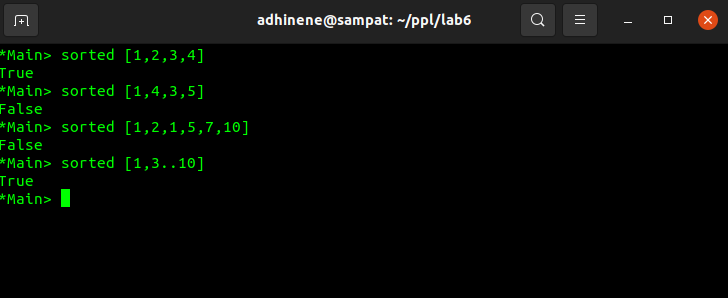 adhinene@sampat: ~/ppl/lab6
*Main> sorted [1,2,3,4]
True
*Main> sorted [1,4,3,5]
False
*Main> sorted [1,2,1,5,7,10]
False
*Main> sorted [1,3..10]
True
*Main>